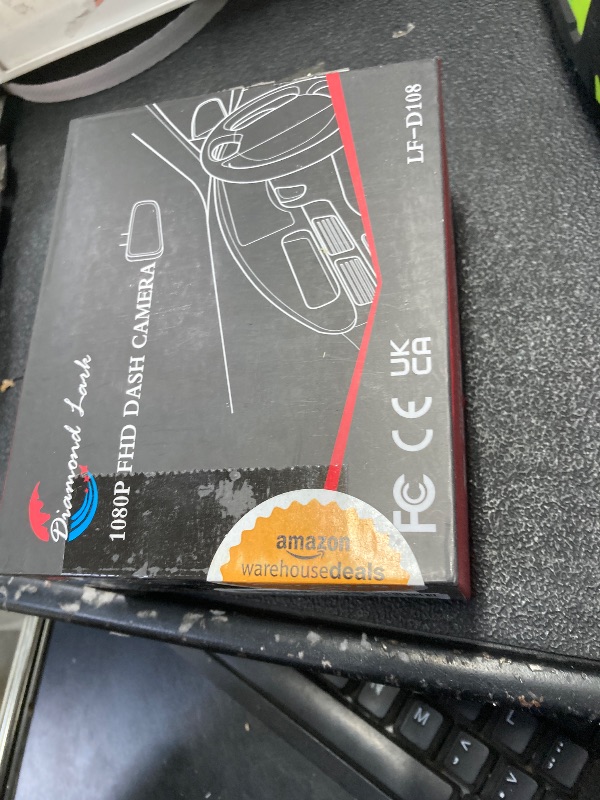 Diamond Lark
1080P FHD DASH CAMERA
LF-D108
FC CE UK
CA
amazon
warehousedeals
M